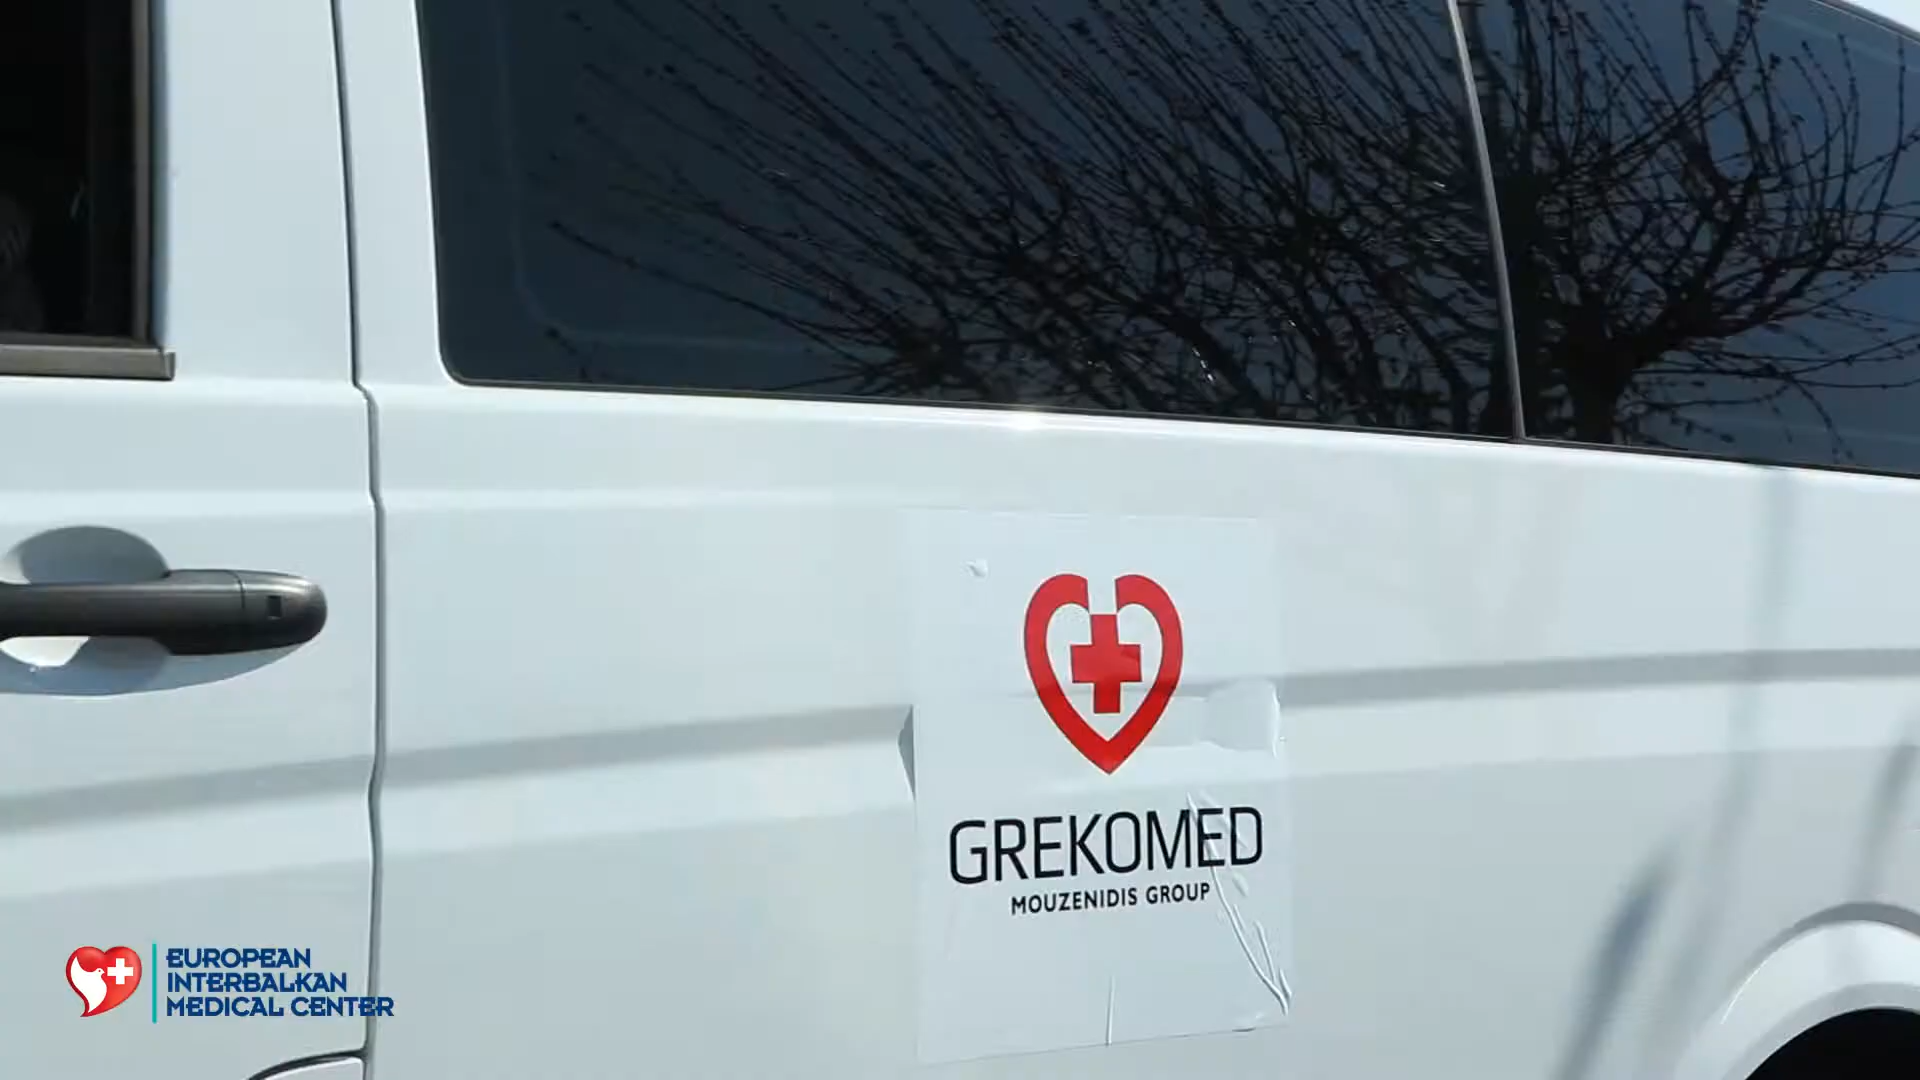 GREKOMED
MOUZENIDIS GROUP
EUROPEAN
INTERBALKAN
MEDICAL CENTER